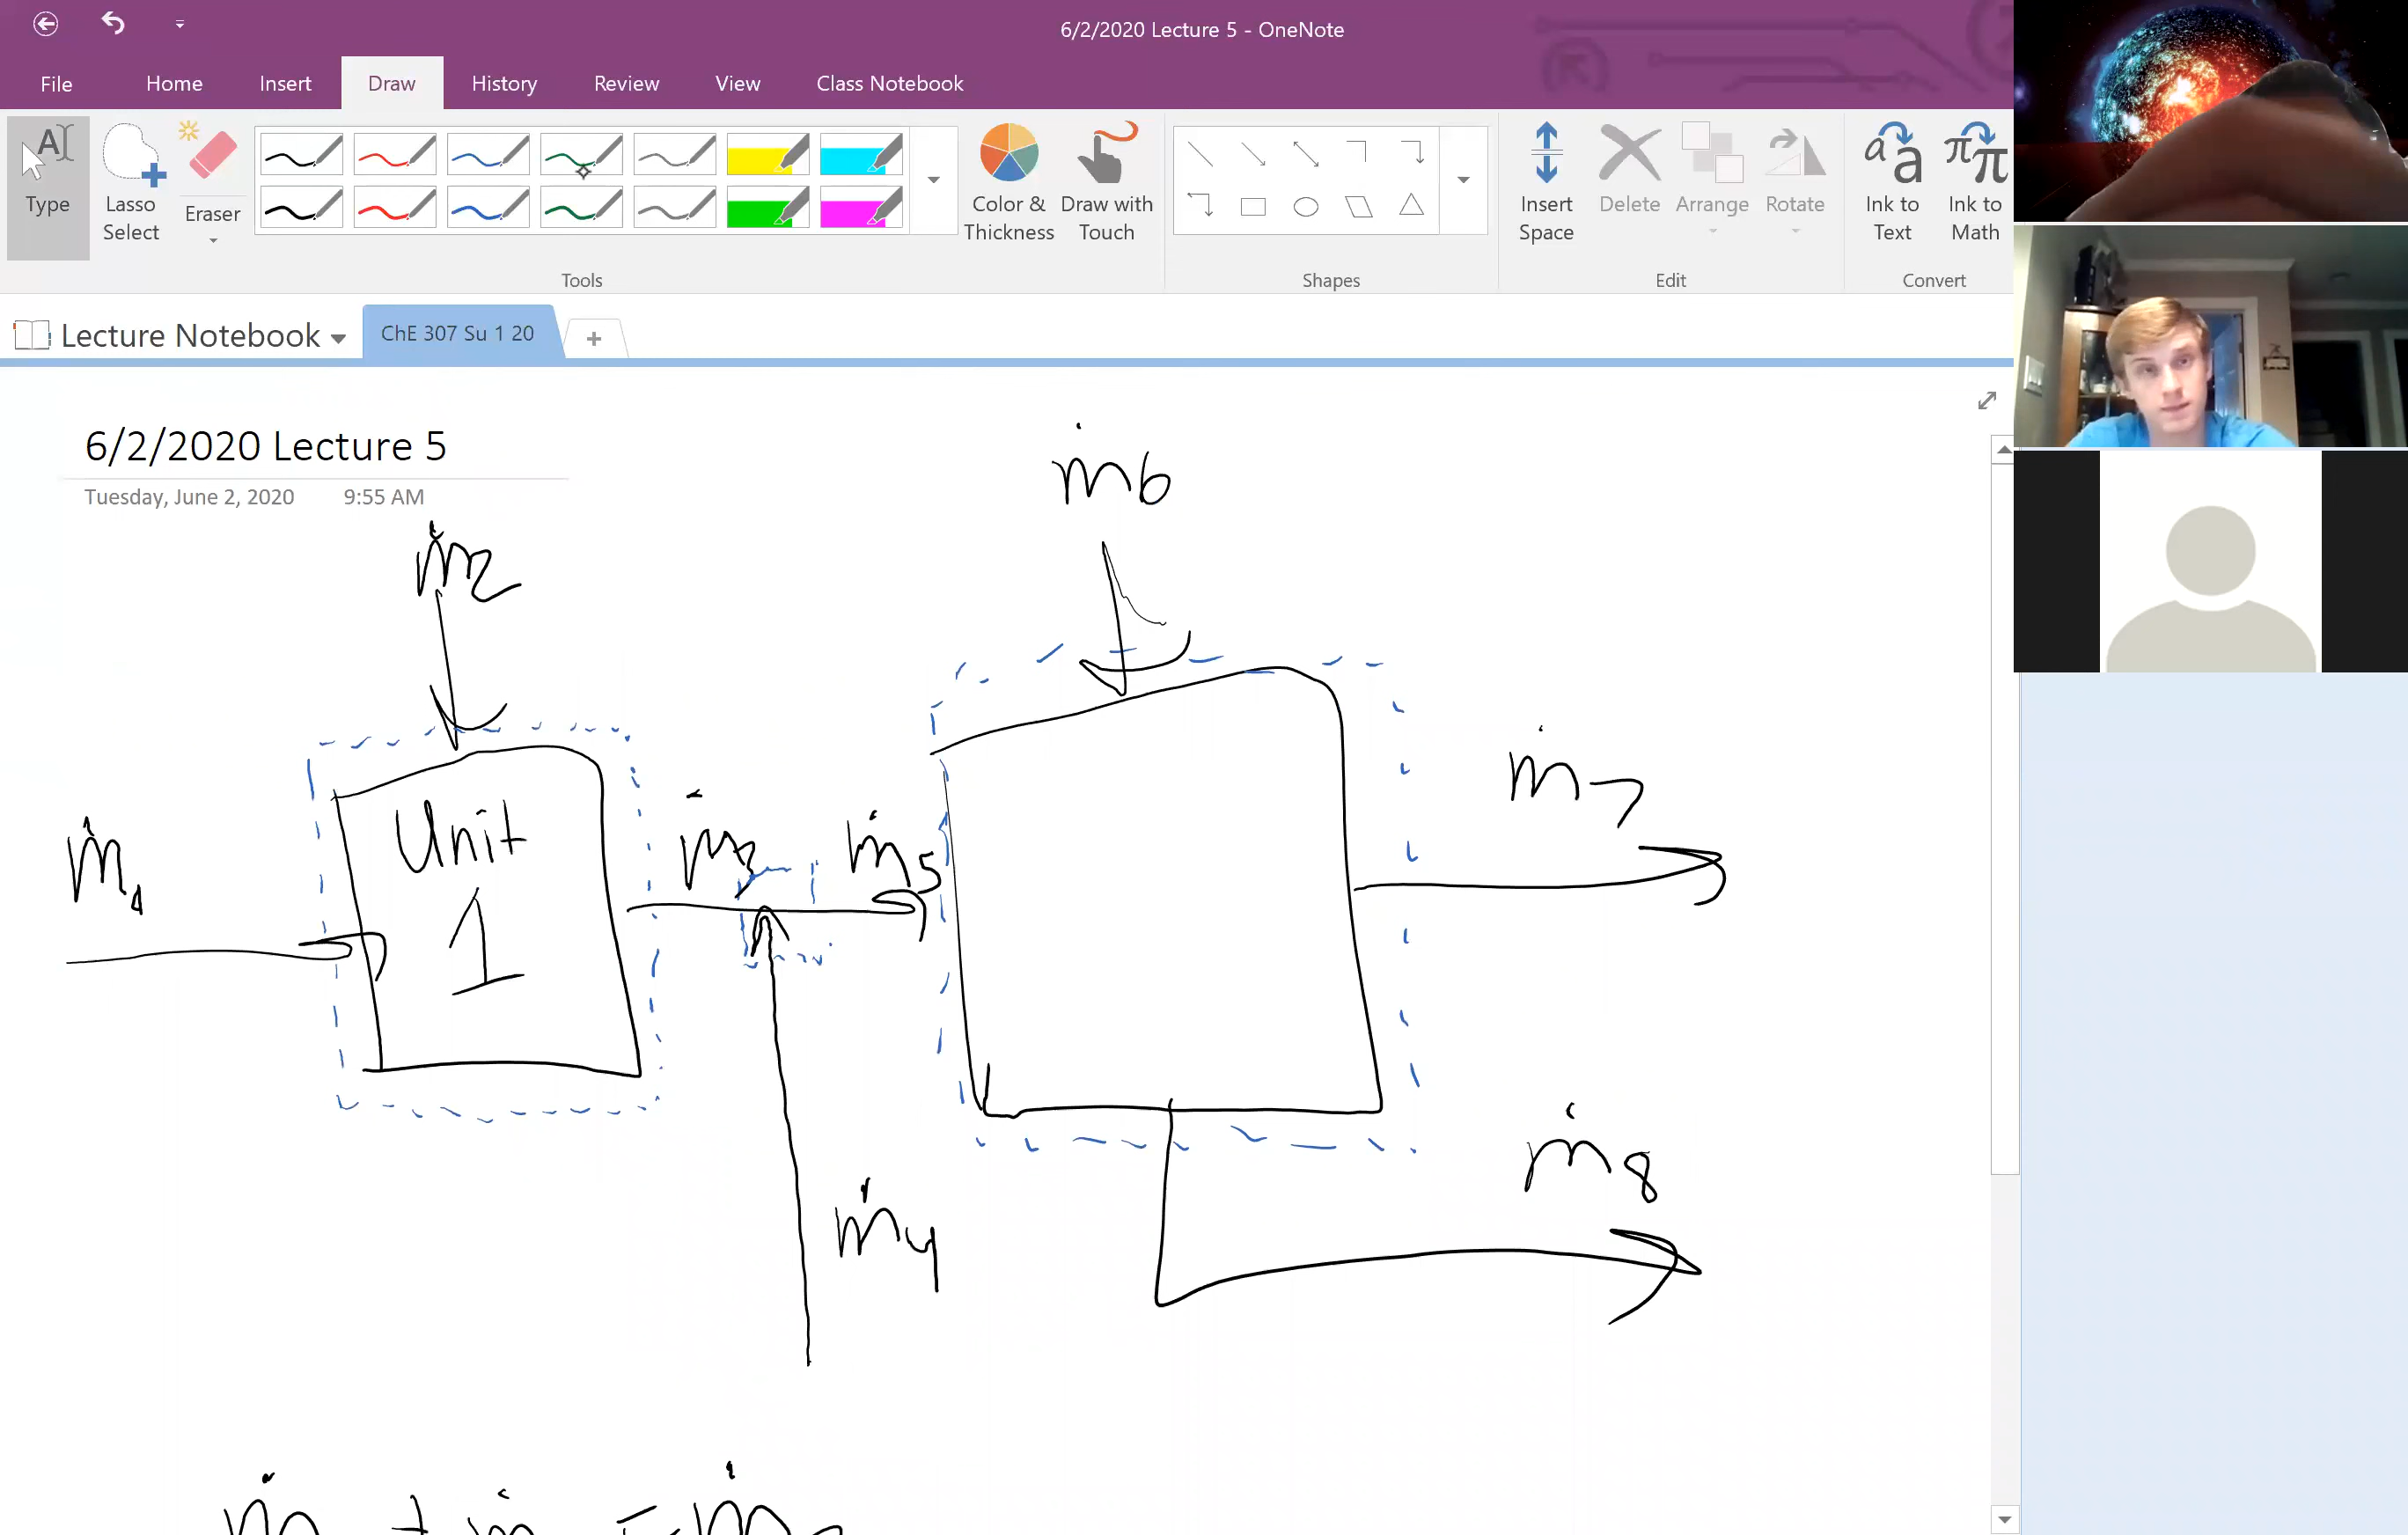 6/2/2020 Lecture 5 - OneNote
File Home Insert Draw History Review View Class Notebook
Type
Lasso Select
Eraser
Color & Thickness
Draw with Touch
Insert Space
Delete
Arrange
Rotate
Ink to Text
Ink to Math
Tools
Shapes
Edit
Convert
Lecture Notebook
ChE 307 Su 1 20
+
6/2/2020 Lecture 5
Tuesday, June 2, 2020 9:55 AM
ṁ6
ṁ2
ṁ7
Unit 1
ṁ1
ṁ3
ṁ5
ṁ8
ṁ4